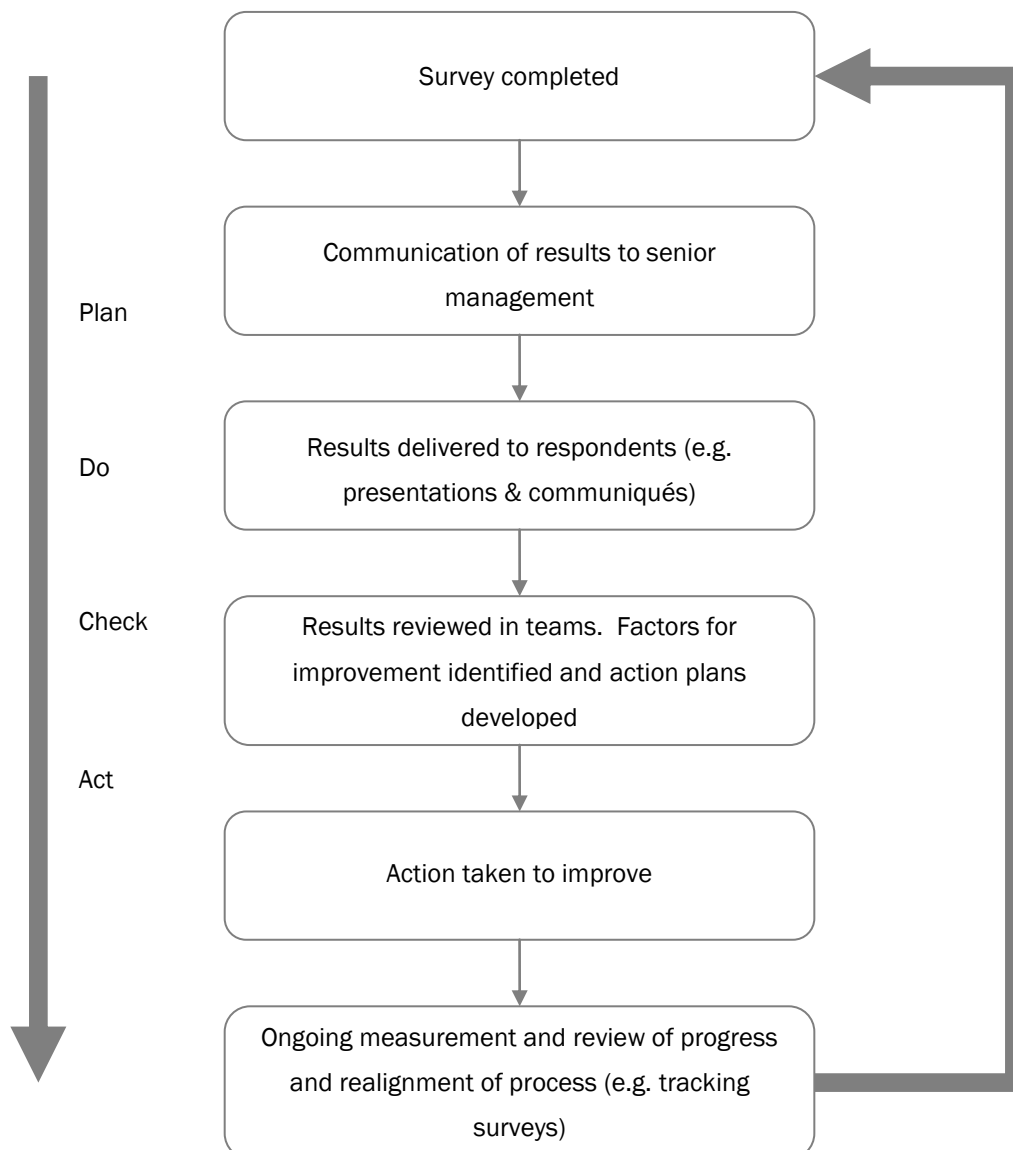 Survey completed
Communication of results to senior
management
Plan
Results delivered to respondents (e.g.
presentations & communiqués)
Do
Results reviewed in teams.  Factors for
improvement identified and action plans
developed
Check
Act
Action taken to improve
Ongoing measurement and review of progress
and realignment of process (e.g. tracking
surveys)